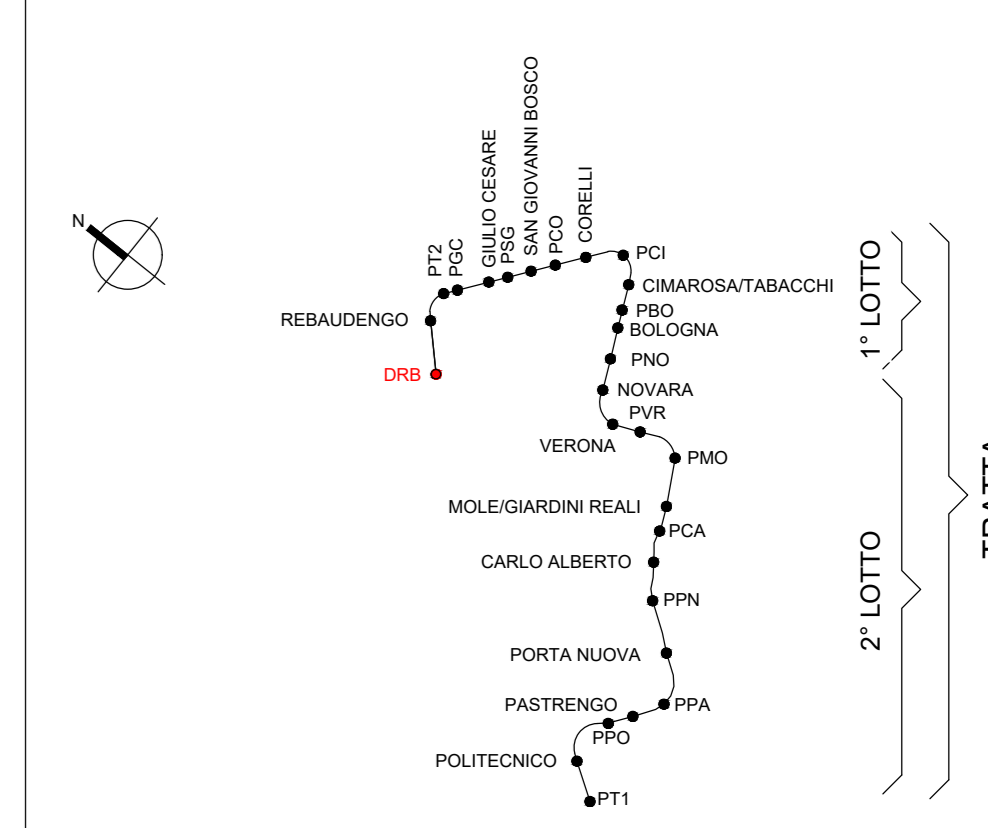 SAN GIOVANNI BOSCO
GIULIO CESARE
CORELLI
PT2
PGC
PSG
PCO
N
PCI
CIMAROSA/TABACCHI
REBAUDENGO
PBO
BOLOGNA
1° LOTTO
DRB
PNO
NOVARA
PVR
VERONA
PMO
MOLE/GIARDINI REALI
PCA
CARLO ALBERTO
PPN
2° LOTTO
PORTA NUOVA
PASTRENGO
PPA
PPO
POLITECNICO
PT1